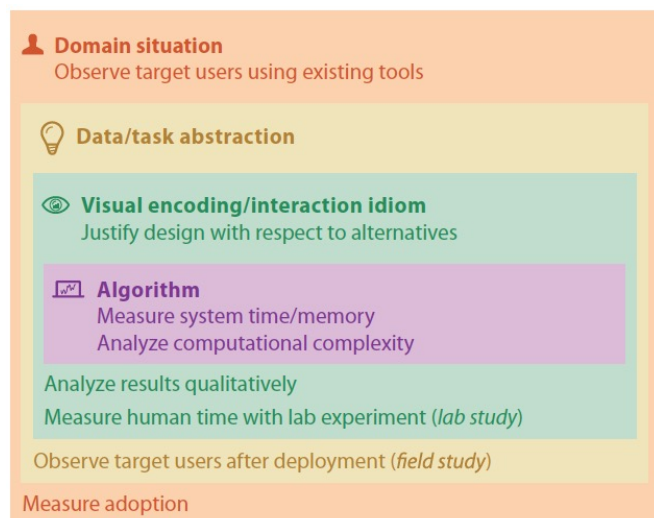 Domain situation
Observe target users using existing tools
Data/task abstraction
Visual encoding/interaction idiom
Justify design with respect to alternatives
Algorithm
Measure system time/memory
Analyze computational complexity
Analyze results qualitatively
Measure human time with lab experiment (lab study)
Observe target users after deployment (field study)
Measure adoption